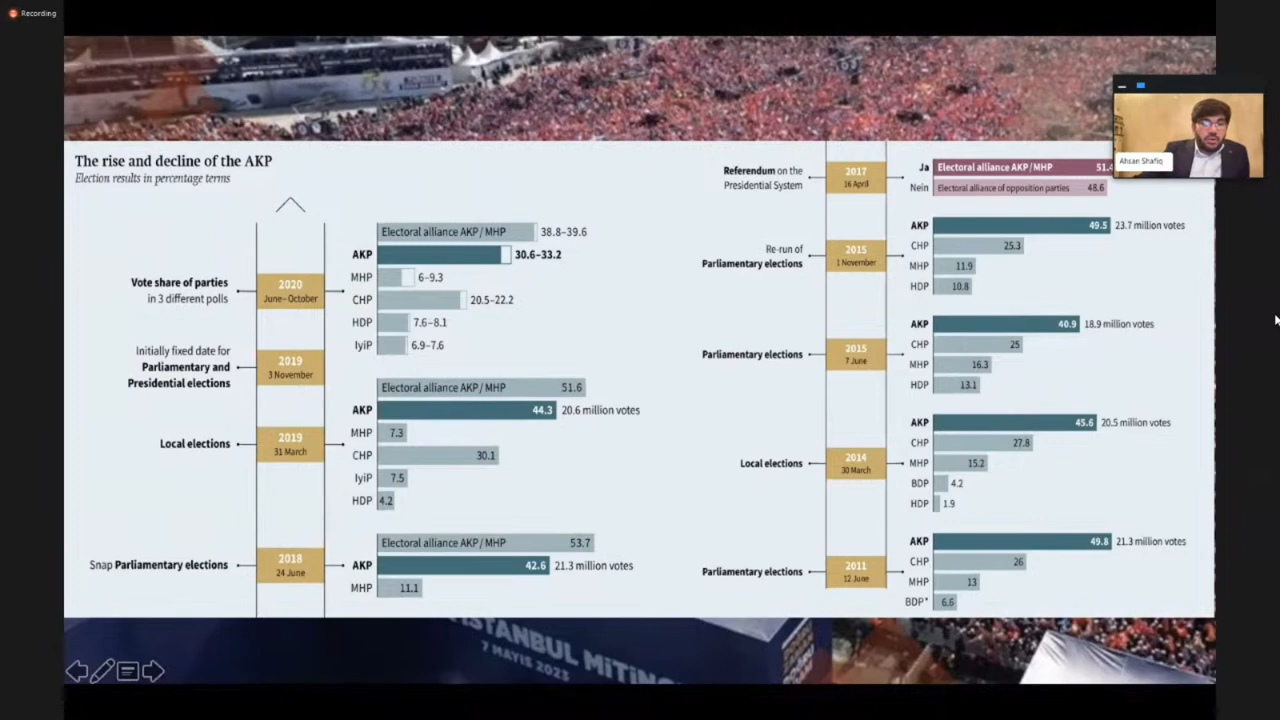 Recording
The rise and decline of the AKP
Election results in percentage terms
Vote share of parties
in 3 different polls
2020
June–October
Electoral alliance AKP/MHP 38.8–39.6
AKP 30.6–33.2
MHP 6–9.3
CHP 20.5–22.2
HDP 7.6–8.1
IyiP 6.9–7.6
Initially fixed date for
Parliamentary and
Presidential elections
2019
3 November
Local elections
2019
31 March
Electoral alliance AKP/MHP 51.6
AKP 44.3 20.6 million votes
MHP 7.3
CHP 30.1
IyiP 7.5
HDP 4.2
Snap Parliamentary elections
2018
24 June
Electoral alliance AKP/MHP 53.7
AKP 42.6 21.3 million votes
MHP 11.1
Referendum on the
Presidential System
2017
16 April
Ja Electoral alliance AKP/MHP 51.4
Nein Electoral alliance of opposition parties 48.6
Re-run of
Parliamentary elections
2015
1 November
AKP 49.5 23.7 million votes
CHP 25.3
MHP 11.9
HDP 10.8
Parliamentary elections
2015
7 June
AKP 40.9 18.9 million votes
CHP 25
MHP 16.3
HDP 13.1
Local elections
2014
30 March
AKP 45.6 20.5 million votes
CHP 27.8
MHP 15.2
BDP 4.2
HDP 1.9
Parliamentary elections
2011
12 June
AKP 49.8 21.3 million votes
CHP 26
MHP 13
BDP* 6.6
Ahsan Shafiq
İSTANBUL MİTİN
7 MAYIS 2023